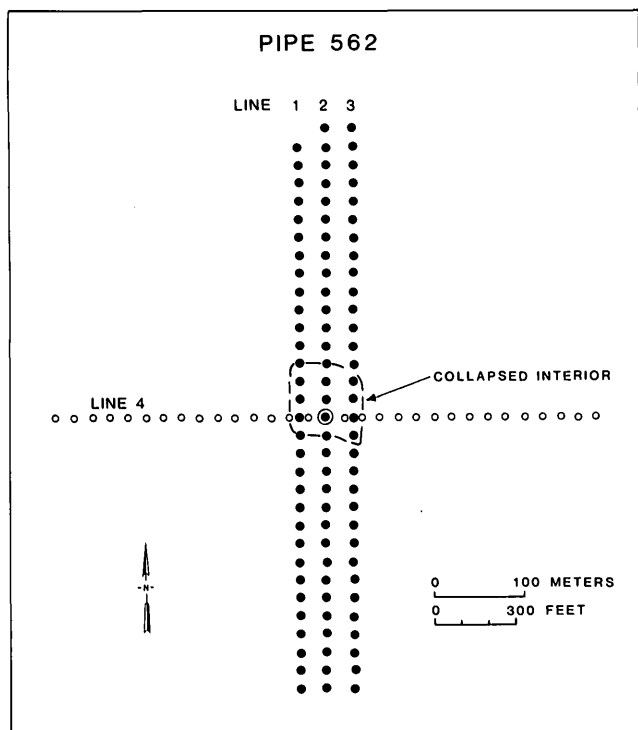 PIPE 562
LINE 1 2 3
COLLAPSED INTERIOR
LINE 4
-N-
0 100 METERS
0 300 FEET